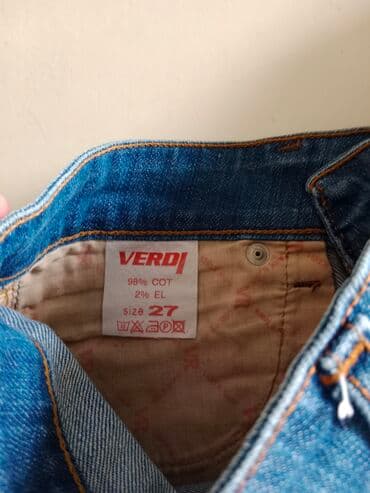 VERDI
98% COT
2% EL
size 27